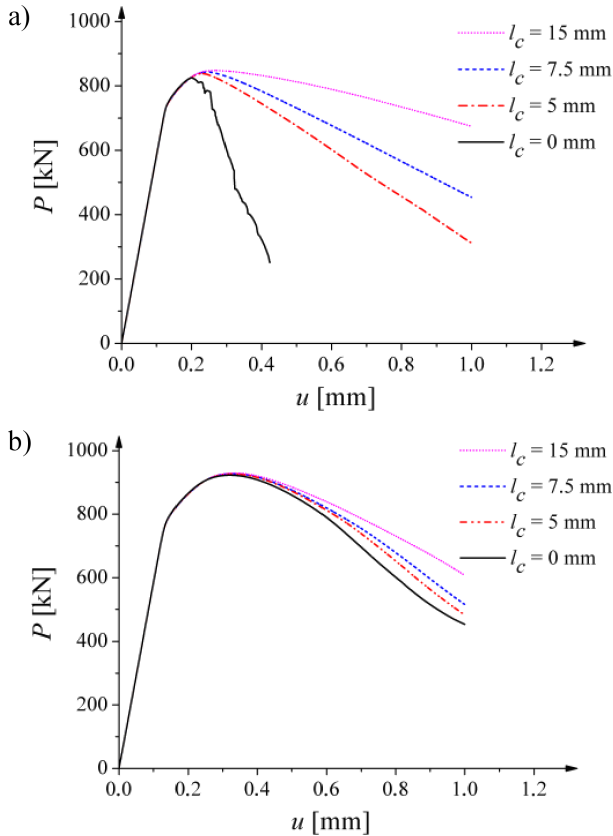 a)
1000
800
600
400
200
0
P [kN]
0.0 0.2 0.4 0.6 0.8 1.0 1.2
u [mm]
l_c = 15 mm
l_c = 7.5 mm
l_c = 5 mm
l_c = 0 mm
b)
1000
800
600
400
200
0
P [kN]
0.0 0.2 0.4 0.6 0.8 1.0 1.2
u [mm]
l_c = 15 mm
l_c = 7.5 mm
l_c = 5 mm
l_c = 0 mm